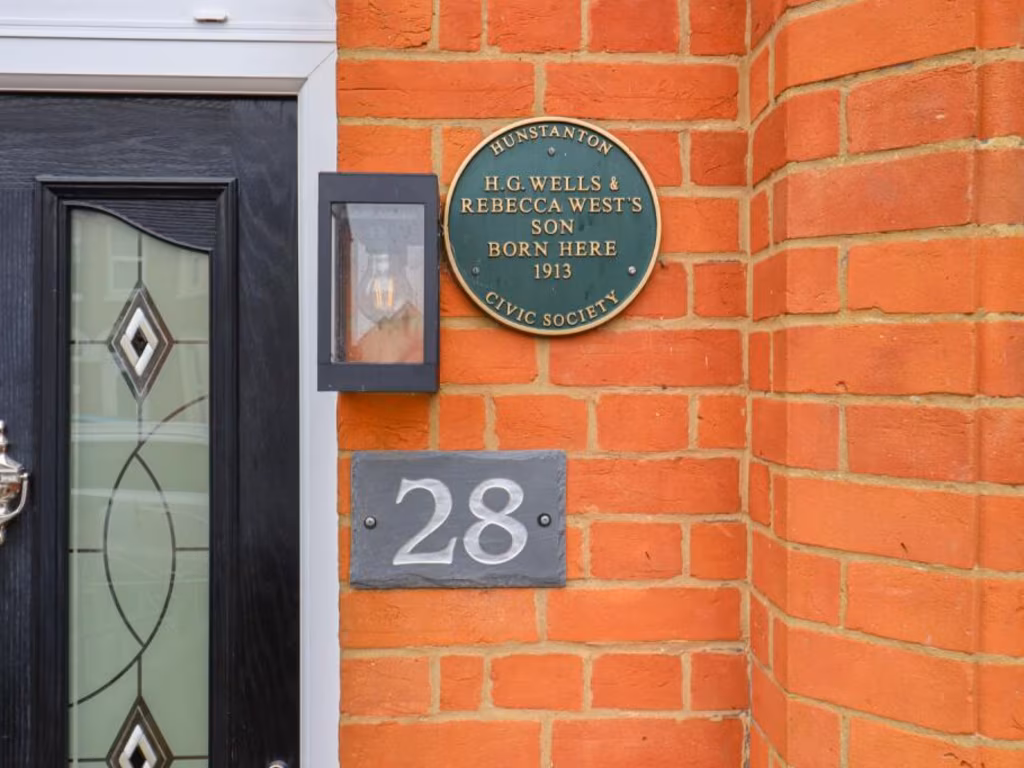 HUNSTANTON
H.G. WELLS &
REBECCA WEST'S
SON
BORN HERE
1913
CIVIC SOCIETY
28